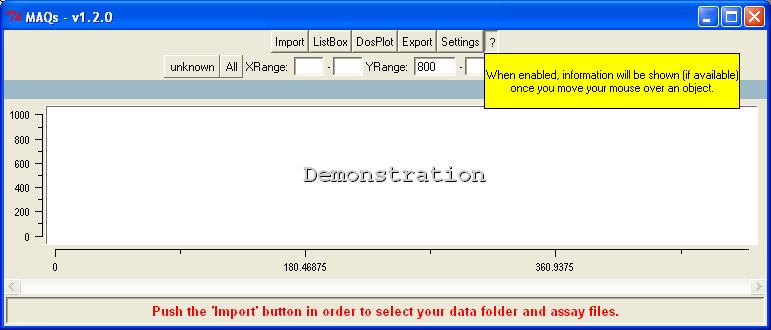 MAQs - v1.2.0
Import ListBox DosPlot Export Settings ?
unknown All XRange: - YRange: 800 -
When enabled, information will be shown (if available)
once you move your mouse over an object.
1000
800
600
400
200
0
Demonstration
0 180.46875 360.9375
Push the 'Import' button in order to select your data folder and assay files.